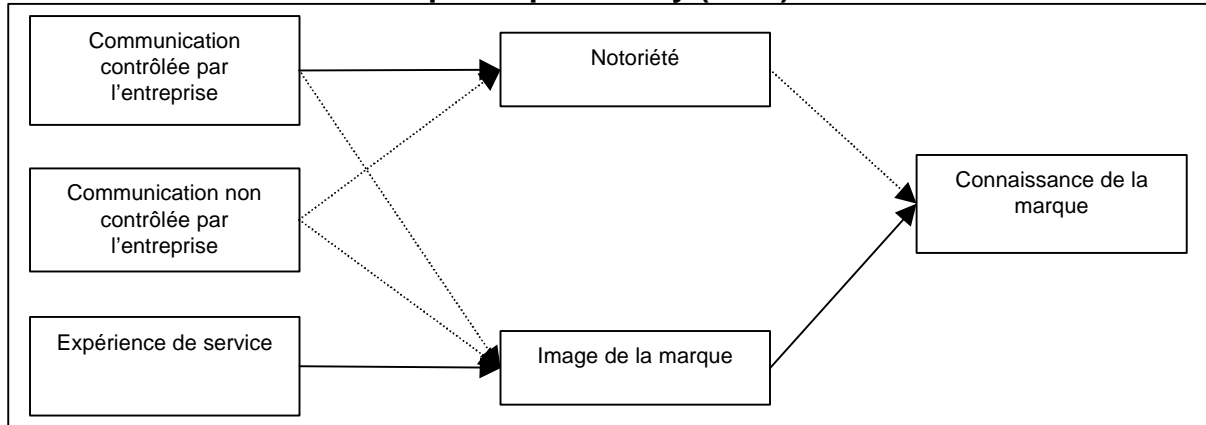 Communication
contrôlée par
l’entreprise
Notoriété
Communication non
contrôlée par
l’entreprise
Connaissance de la
marque
Expérience de service
Image de la marque